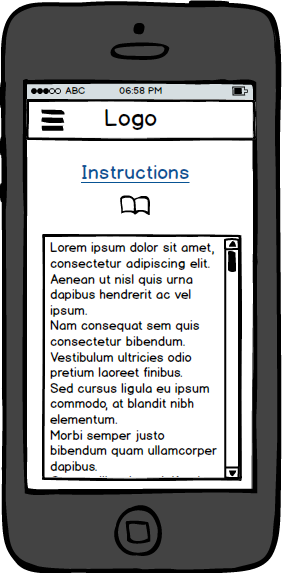 ABC 06:58 PM
Logo
Instructions
Lorem ipsum dolor sit amet,
consectetur adipiscing elit.
Aenean ut nisl quis urna
dapibus hendrerit ac vel
ipsum.
Nam consequat sem quis
consectetur bibendum.
Vestibulum ultricies odio
pretium laoreet finibus.
Sed cursus ligula eu ipsum
commodo, at blandit nibh
elementum.
Morbi semper justo
bibendum quam ullamcorper
dapibus.